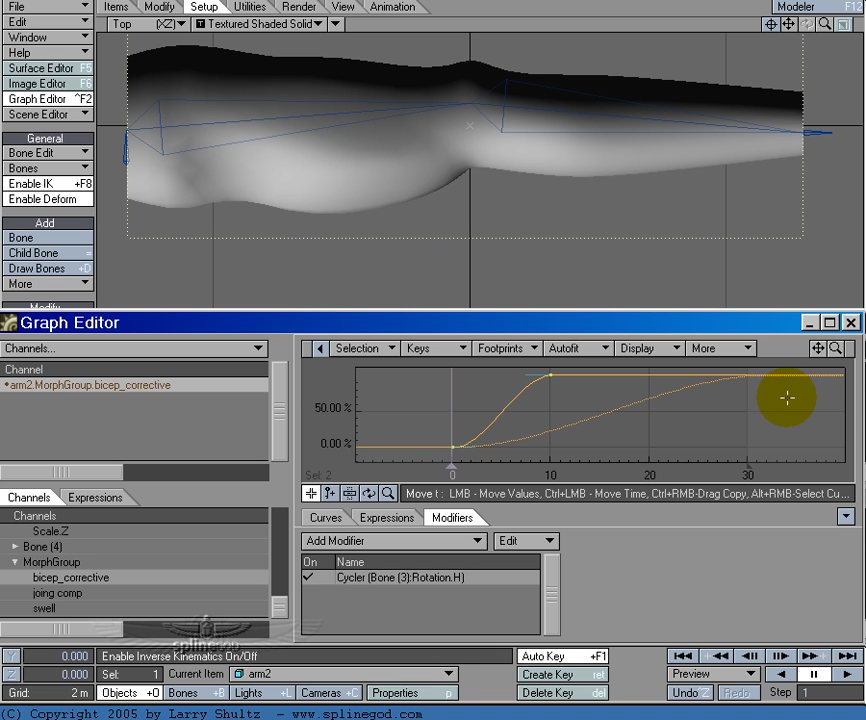 File
Items Modify Setup Utilities Render View Animation Modeler F12
Edit
Top (XZ) T Textured Shaded Solid
Window
Help
Surface Editor F5
Image Editor F6
Graph Editor ^F2
Scene Editor
General
Bone Edit
Bones
Enable IK +F8
Enable Deform
Add
Bone
Child Bone =
Draw Bones +D
More
Modify
Graph Editor
Channels...
Selection Keys Footprints Autofit Display More
Channel
arm2.MorphGroup.bicep_corrective
50.00 %
0.00 %
Sel: 2 0 10 20 30
Move t : LMB - Move Values, Ctrl+LMB - Move Time, Ctrl+RMB-Drag Copy, Alt+RMB-Select Cu...
Channels Expressions
Curves Expressions Modifiers
Channels
Scale.Z
Bone (4)
MorphGroup
bicep_corrective
joing comp
swell
Add Modifier Edit
On Name
Cycler (Bone (3):Rotation.H)
splinegod
Y 0.000 Enable Inverse Kinematics On/Off Auto Key +F1
Z 0.000 Sel: 1 Current Item arm2 Create Key ret Preview
Grid: 2 m Objects +O Bones +B Lights +L Cameras +C Properties p Delete Key del Undo Z Redo Step 1
(C) Copyright 2005 by Larry Shultz - www.splinegod.com